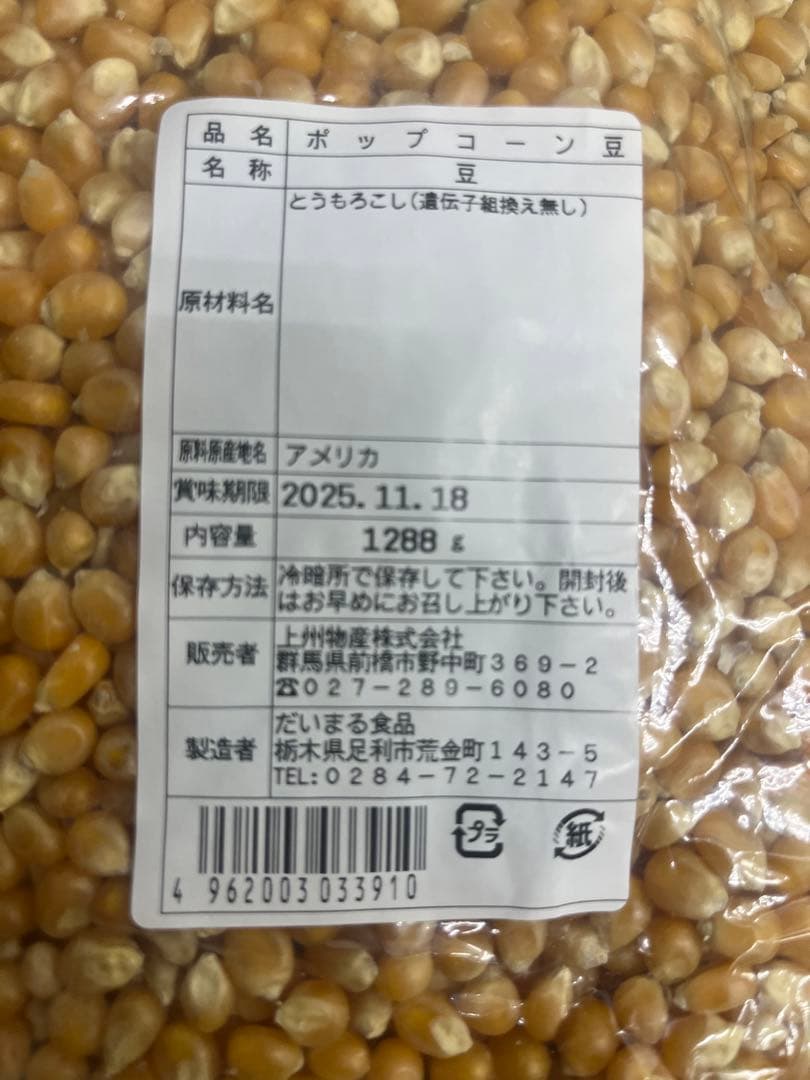 品名 ポップコーン豆
名称 豆
原材料名 とうもろこし(遺伝子組換え無し)
原料原産地名 アメリカ
賞味期限 2025.11.18
内容量 1288g
保存方法 冷暗所で保存して下さい。開封後
はお早めにお召し上がり下さい。
販売者 上州物産株式会社
群馬県前橋市野中町369-2
☎027-289-6080
製造者 だいまる食品
栃木県足利市荒金町143-5
TEL:0284-72-2147
プラ 紙
4 962003 033910